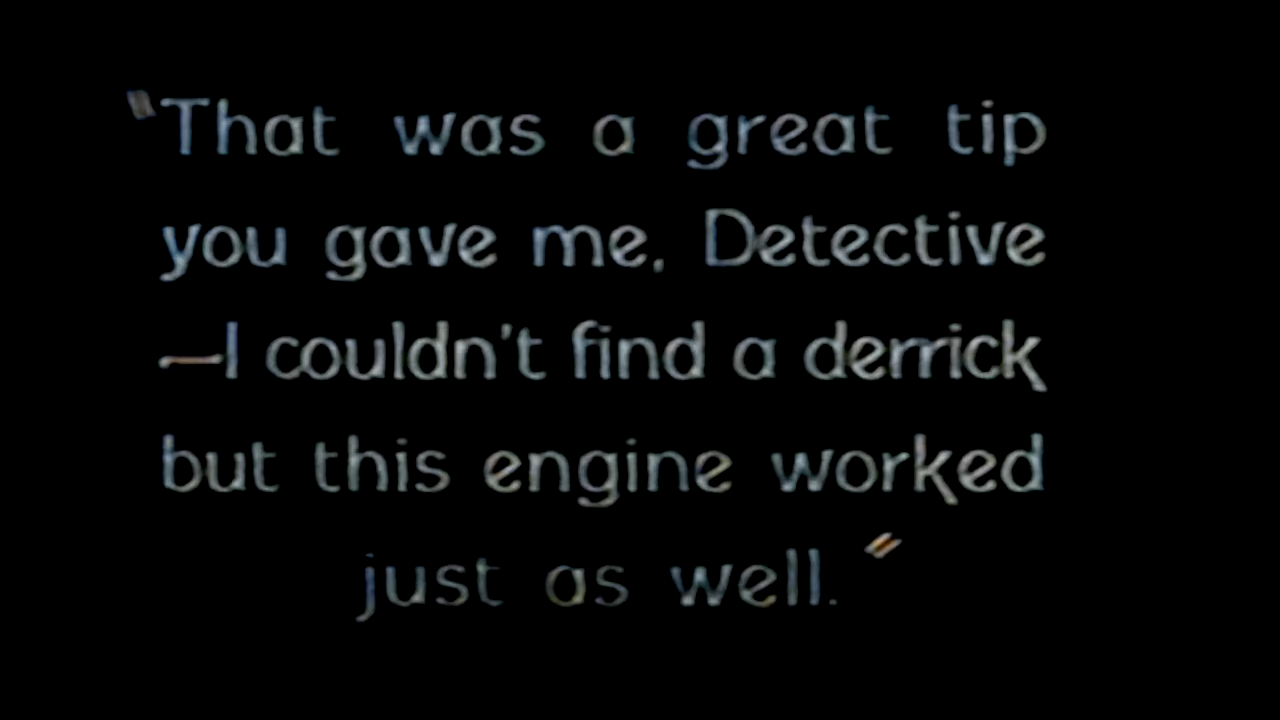 "That was a great tip
you gave me, Detective
—I couldn't find a derrick
but this engine worked
just as well."